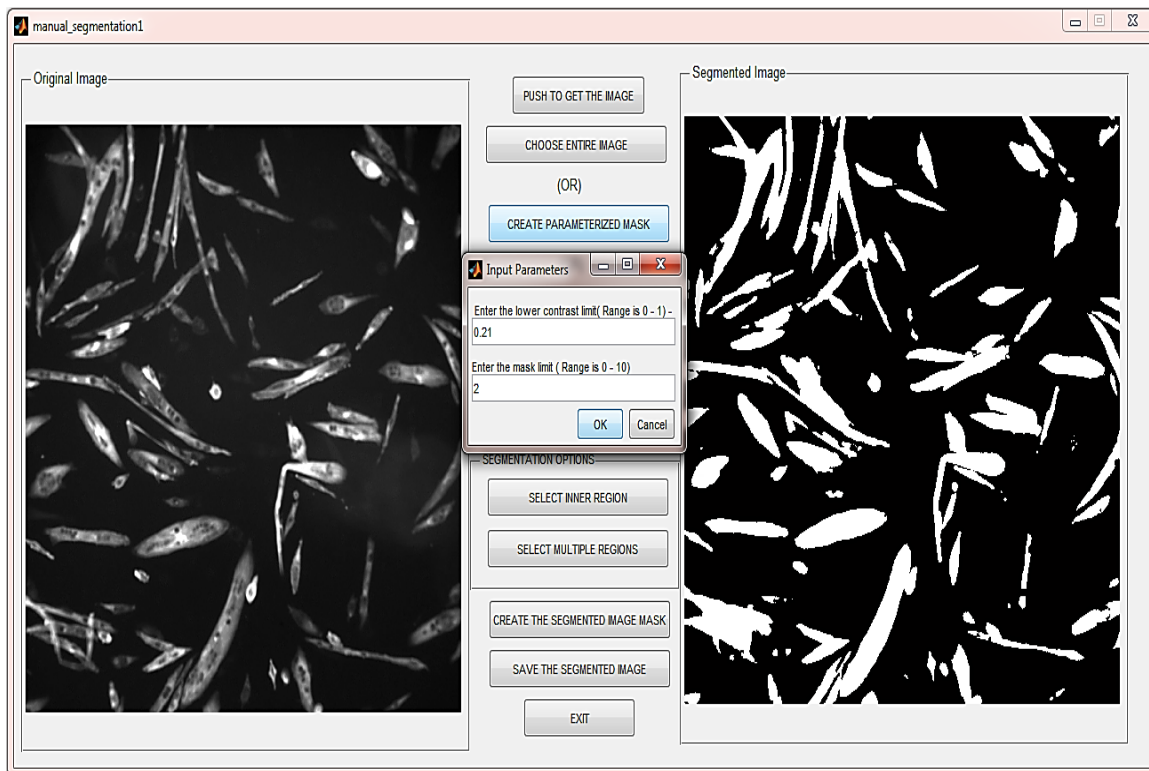 manual_segmentation1
Original Image
PUSH TO GET THE IMAGE
CHOOSE ENTIRE IMAGE
(OR)
CREATE PARAMETERIZED MASK
Input Parameters
Enter the lower contrast limit( Range is 0 - 1) -
0.21
Enter the mask limit ( Range is 0 - 10)
2
OK
Cancel
SEGMENTATION OPTIONS
SELECT INNER REGION
SELECT MULTIPLE REGIONS
CREATE THE SEGMENTED IMAGE MASK
SAVE THE SEGMENTED IMAGE
EXIT
Segmented Image